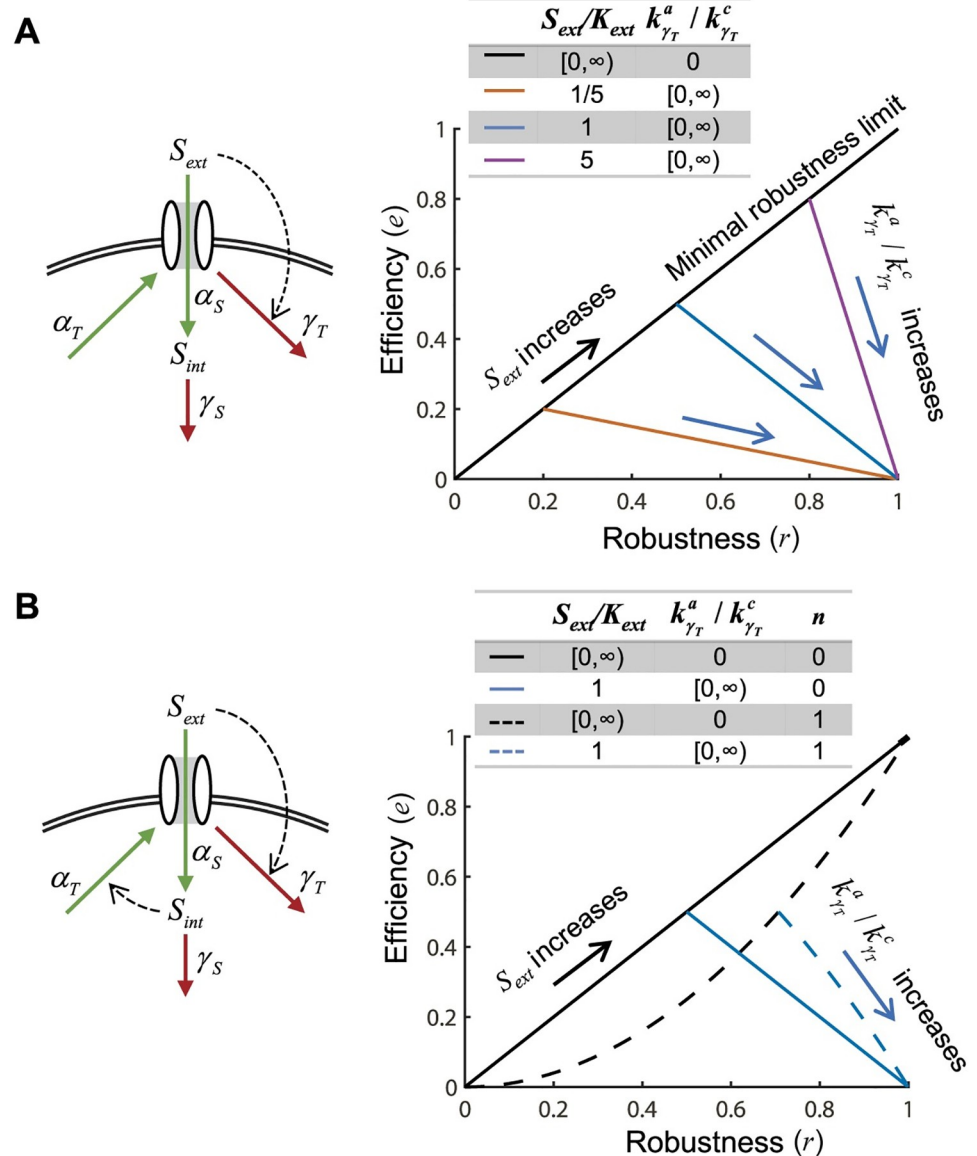 A
S_ext/K_ext k^a_γT / k^c_γT
[0,∞) 0
1/5 [0,∞)
1 [0,∞)
5 [0,∞)
S_ext
α_T
α_S
γ_T
S_int
γ_S
Efficiency (e)
1
0.8
0.6
0.4
0.2
0
Minimal robustness limit
S_ext increases
k^a_γT / k^c_γT increases
0 0.2 0.4 0.6 0.8 1
Robustness (r)
B
S_ext/K_ext k^a_γT / k^c_γT n
[0,∞) 0 0
1 [0,∞) 0
[0,∞) 0 1
1 [0,∞) 1
S_ext
α_T
α_S
γ_T
S_int
γ_S
Efficiency (e)
1
0.8
0.6
0.4
0.2
0
S_ext increases
k^a_γT / k^c_γT increases
0 0.2 0.4 0.6 0.8 1
Robustness (r)